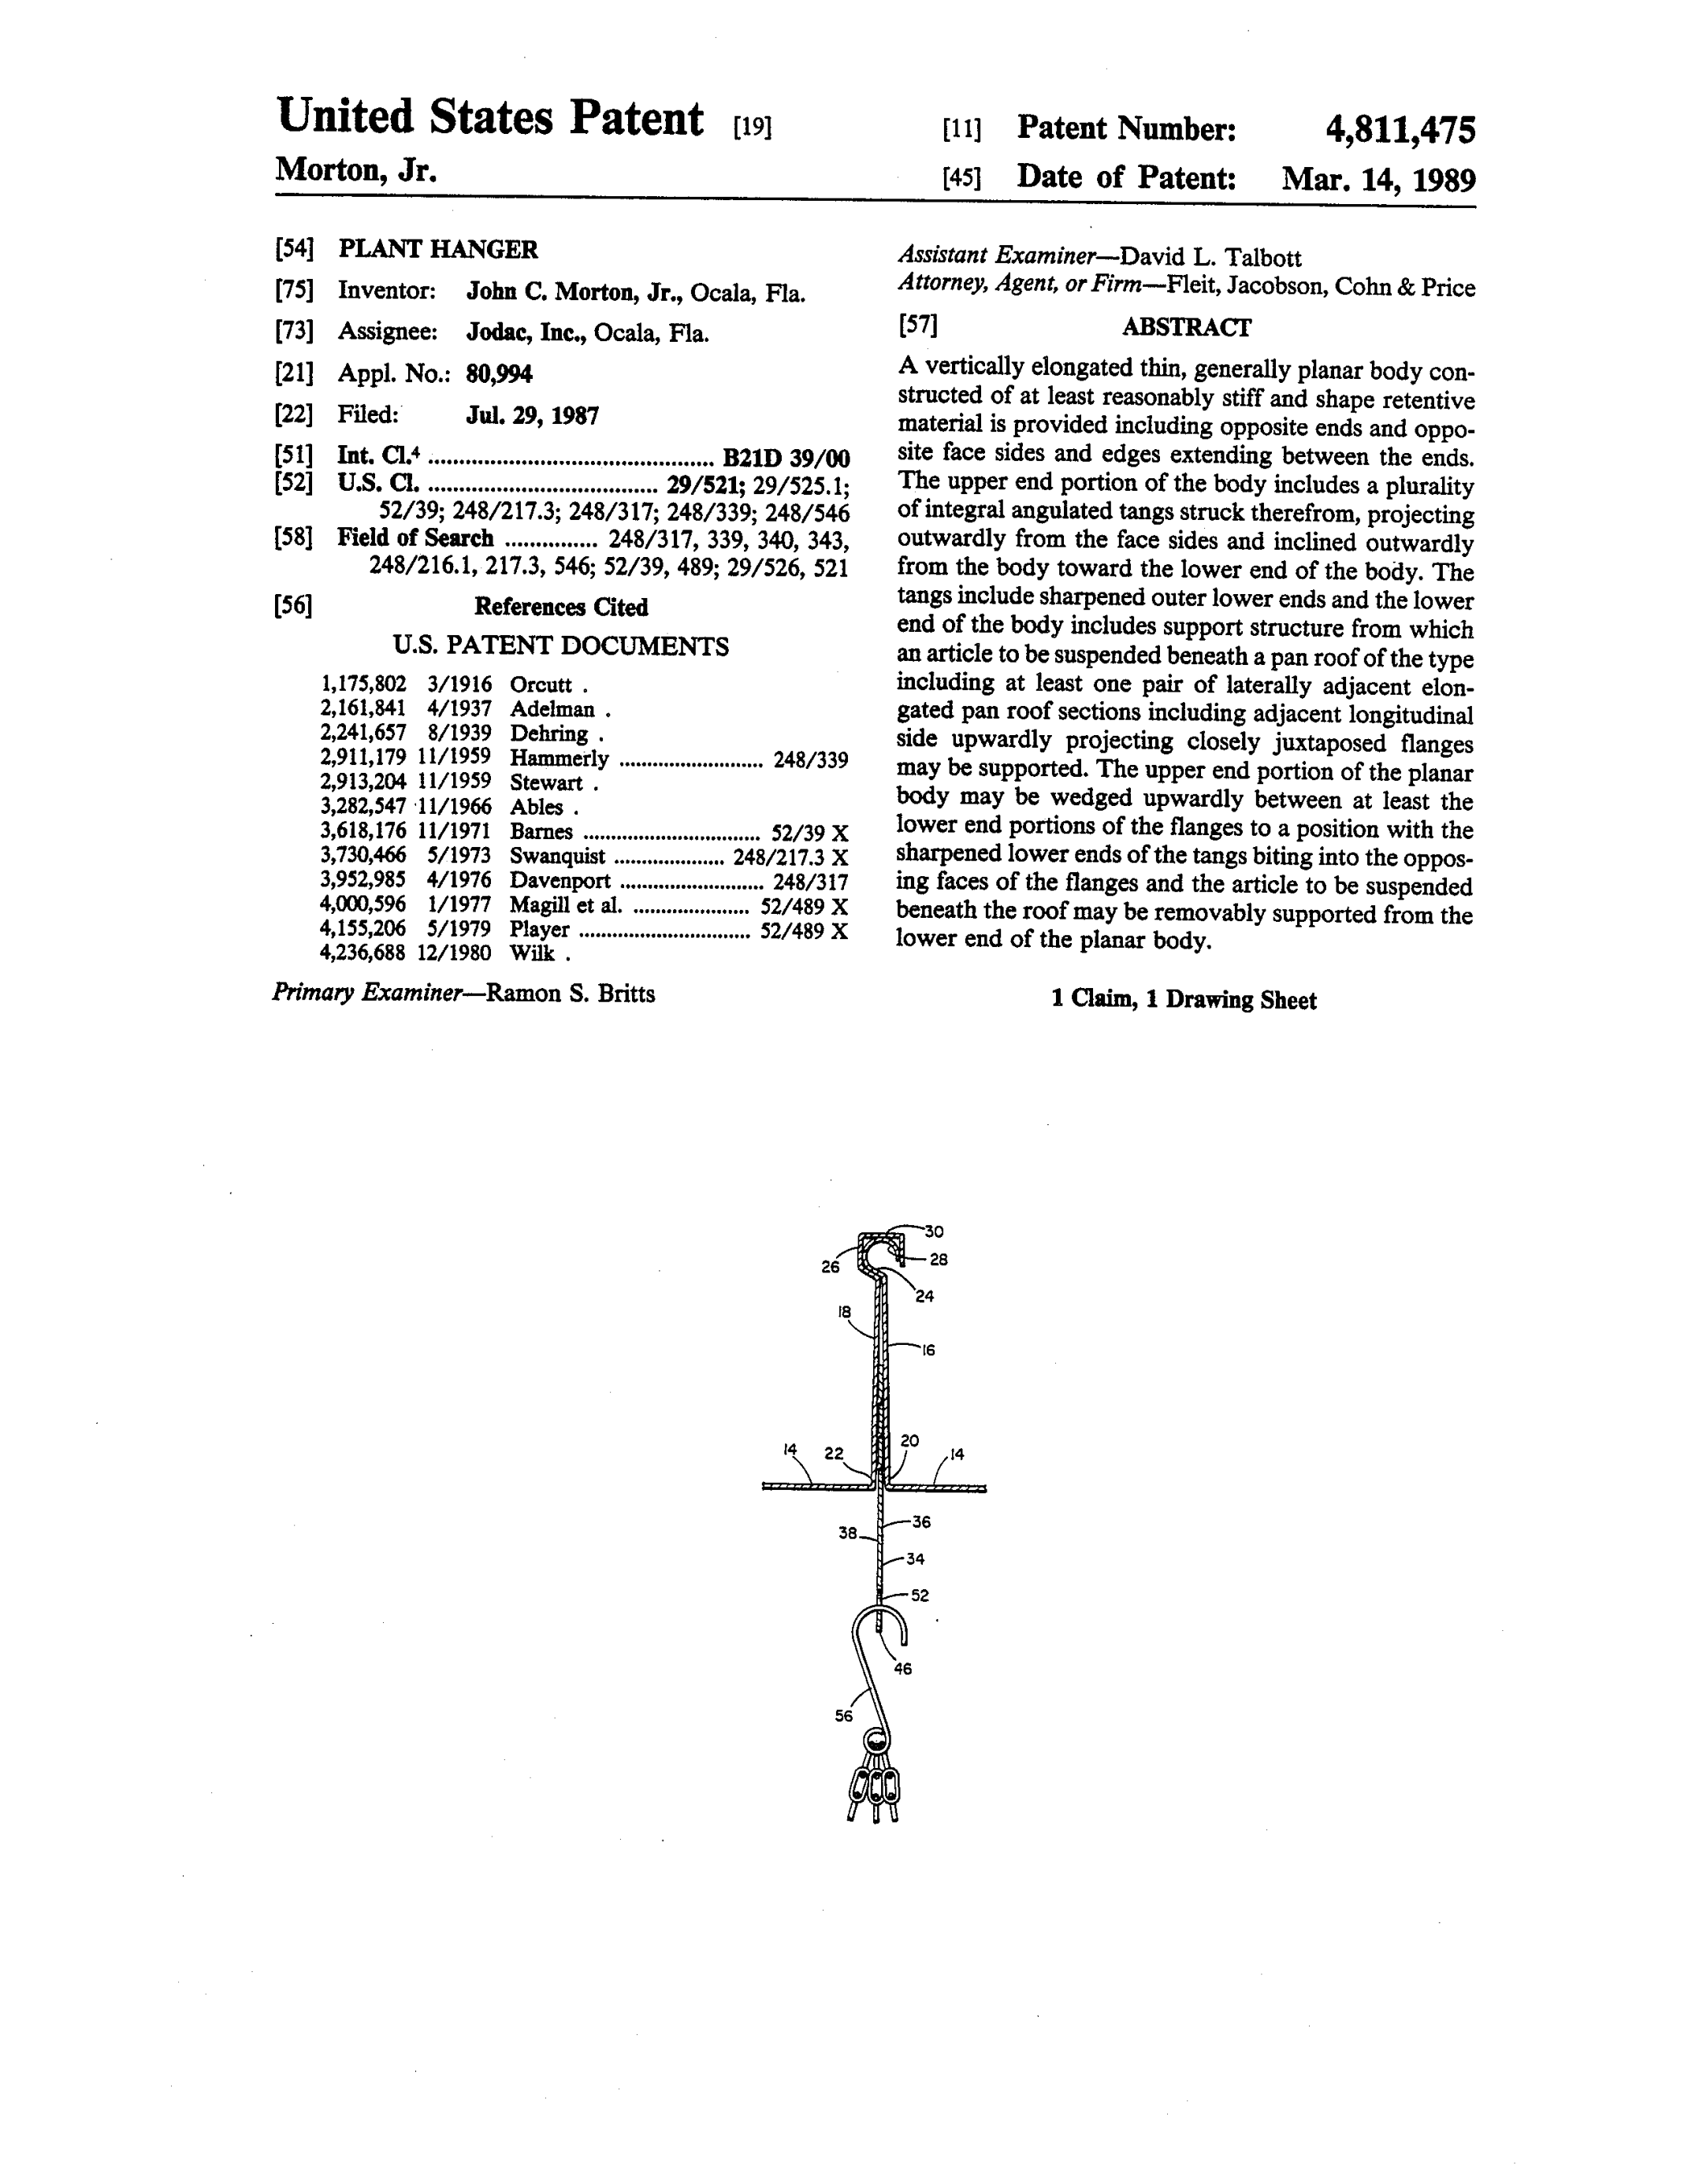 United States Patent [19]
Morton, Jr.
[11] Patent Number: 4,811,475
[45] Date of Patent: Mar. 14, 1989
[54] PLANT HANGER
[75] Inventor: John C. Morton, Jr., Ocala, Fla.
[73] Assignee: Jodac, Inc., Ocala, Fla.
[21] Appl. No.: 80,994
[22] Filed: Jul. 29, 1987
[51] Int. Cl.⁴ ............................................... B21D 39/00
[52] U.S. Cl. ...................................... 29/521; 29/525.1;
52/39; 248/217.3; 248/317; 248/339; 248/546
[58] Field of Search ............... 248/317, 339, 340, 343,
248/216.1, 217.3, 546; 52/39, 489; 29/526, 521
[56] References Cited
U.S. PATENT DOCUMENTS
1,175,802 3/1916 Orcutt .
2,161,841 4/1937 Adelman .
2,241,657 8/1939 Dehring .
2,911,179 11/1959 Hammerly .......................... 248/339
2,913,204 11/1959 Stewart .
3,282,547 11/1966 Ables .
3,618,176 11/1971 Barnes ................................ 52/39 X
3,730,466 5/1973 Swanquist .................... 248/217.3 X
3,952,985 4/1976 Davenport .......................... 248/317
4,000,596 1/1977 Magill et al. ..................... 52/489 X
4,155,206 5/1979 Player ............................... 52/489 X
4,236,688 12/1980 Wilk .
Primary Examiner—Ramon S. Britts
Assistant Examiner—David L. Talbott
Attorney, Agent, or Firm—Fleit, Jacobson, Cohn & Price
[57] ABSTRACT
A vertically elongated thin, generally planar body con-
structed of at least reasonably stiff and shape retentive
material is provided including opposite ends and oppo-
site face sides and edges extending between the ends.
The upper end portion of the body includes a plurality
of integral angulated tangs struck therefrom, projecting
outwardly from the face sides and inclined outwardly
from the body toward the lower end of the body. The
tangs include sharpened outer lower ends and the lower
end of the body includes support structure from which
an article to be suspended beneath a pan roof of the type
including at least one pair of laterally adjacent elon-
gated pan roof sections including adjacent longitudinal
side upwardly projecting closely juxtaposed flanges
may be supported. The upper end portion of the planar
body may be wedged upwardly between at least the
lower end portions of the flanges to a position with the
sharpened lower ends of the tangs biting into the oppos-
ing faces of the flanges and the article to be suspended
beneath the roof may be removably supported from the
lower end of the planar body.
1 Claim, 1 Drawing Sheet
30
26
28
24
18
16
14
22
20
14
36
38
34
52
46
56